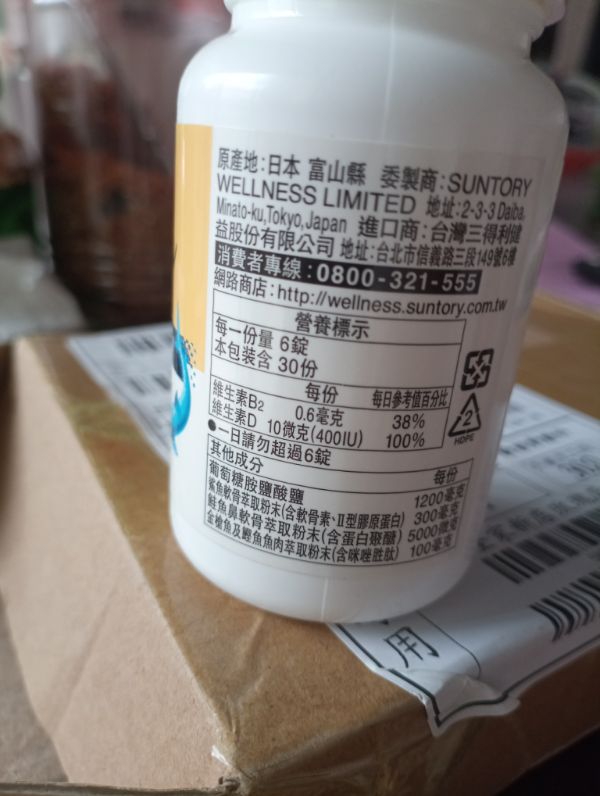 原產地:日本 富山縣 委製商:SUNTORY
WELLNESS LIMITED 地址:2-3-3 Daiba,
Minato-ku,Tokyo,Japan 進口商:台灣三得利健
益股份有限公司 地址:台北市信義路三段149號6樓
消費者專線:0800-321-555
網路商店:http://wellness.suntory.com.tw
營養標示
每一份量 6錠
本包裝含 30份
每份 每日參考值百分比
維生素B2 0.6毫克 38%
維生素D 10微克(400IU) 100%
●一日請勿超過6錠
其他成分 每份
葡萄糖胺鹽酸鹽 1200毫克
鯊魚軟骨萃取粉末(含軟骨素、II型膠原蛋白) 300毫克
鮭魚鼻軟骨萃取粉末(含蛋白聚醣) 5000微克
金槍魚及鰹魚魚肉萃取粉末(含咪唑胜肽) 100毫克
2
HDPE
用